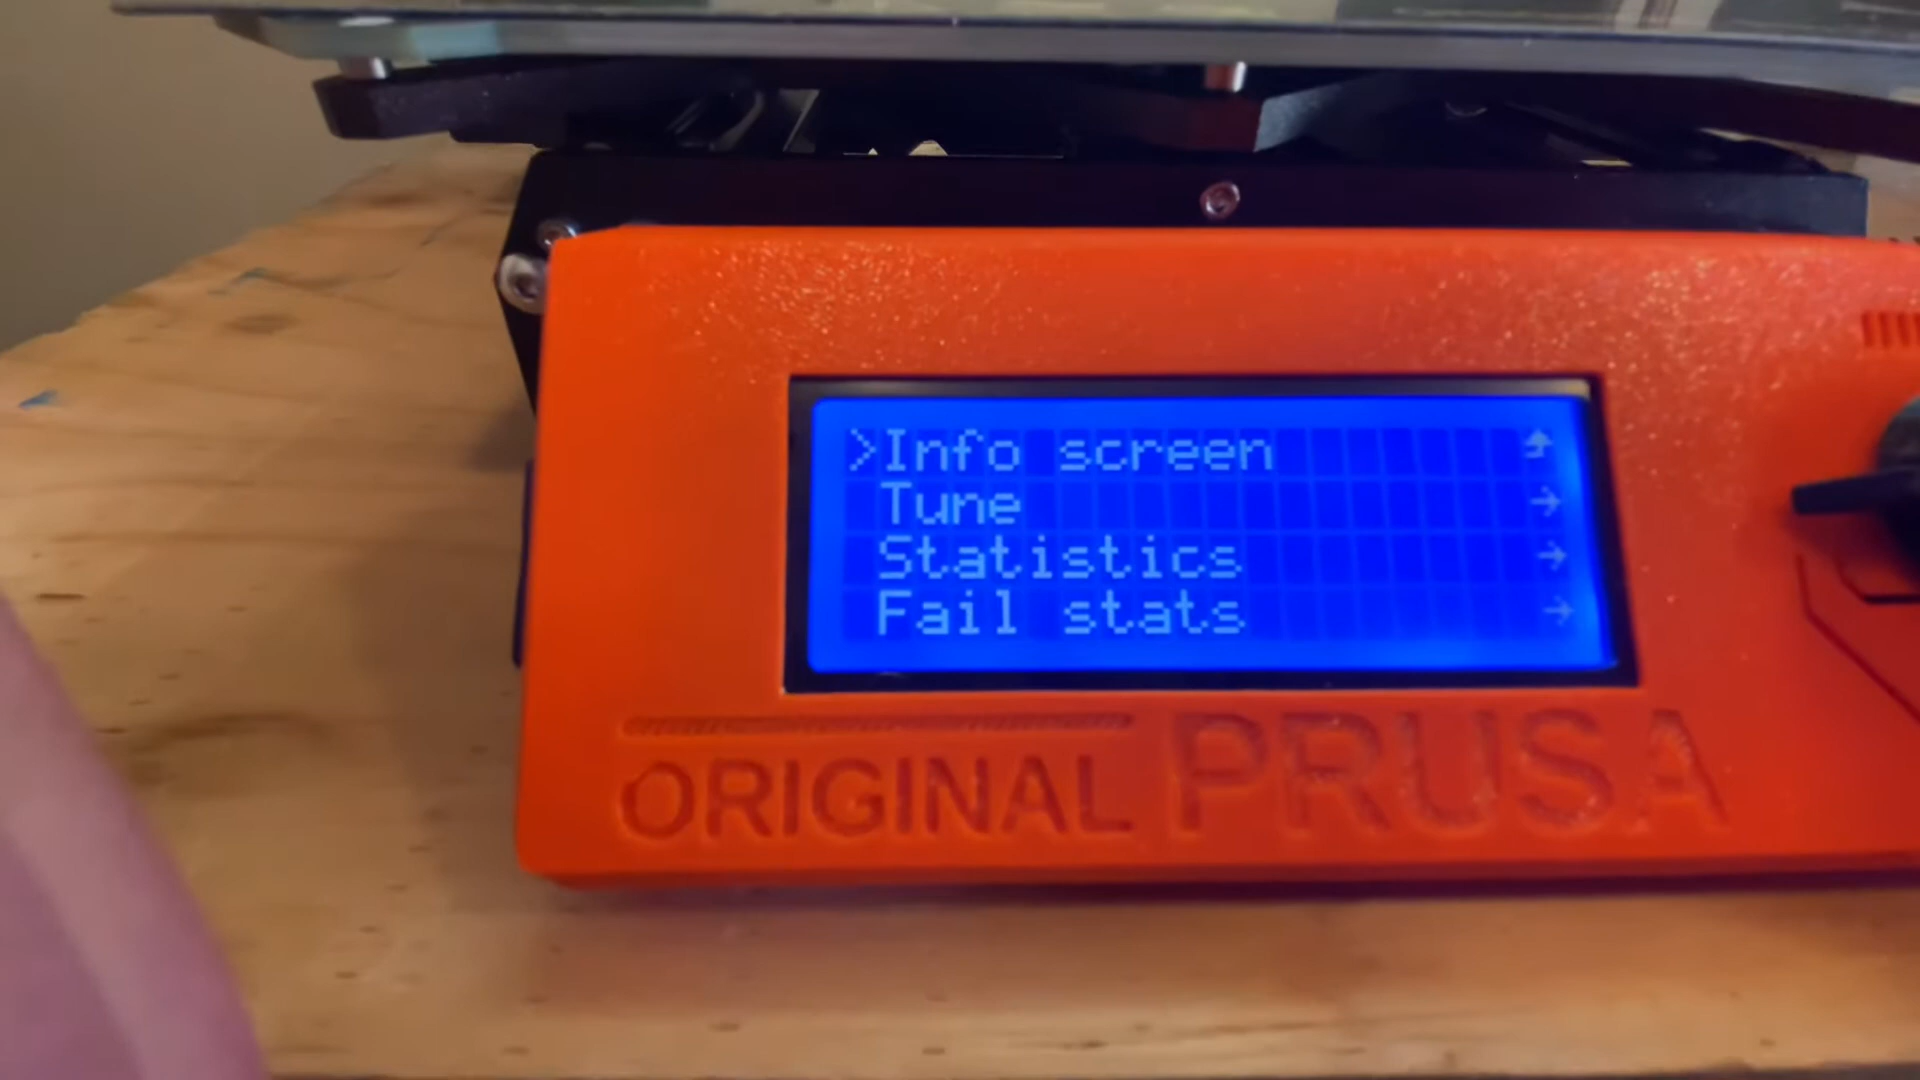 >Info screen ↑
Tune →
Statistics →
Fail stats →
ORIGINAL PRUSA